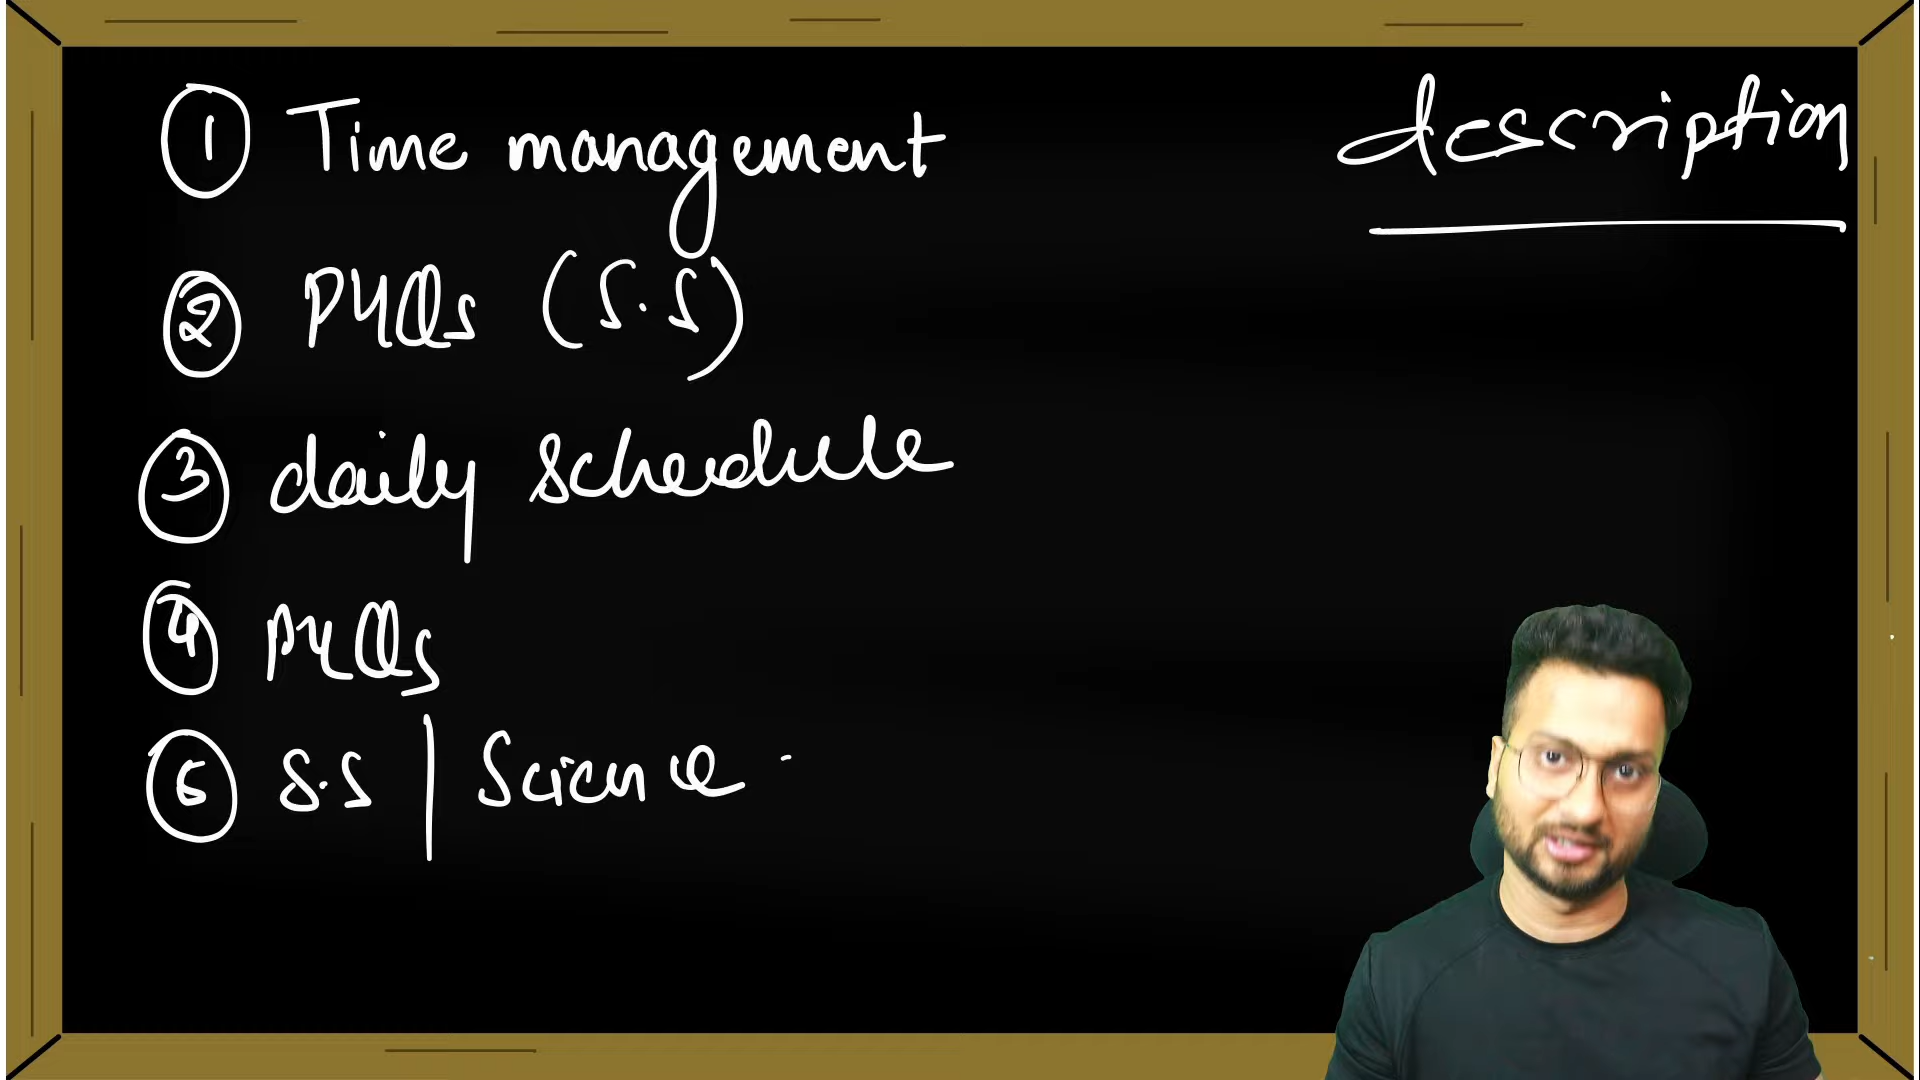 ① Time management
description
② PYQs (S.S)
③ daily schedule
④ PYQs
⑤ S.S | Science